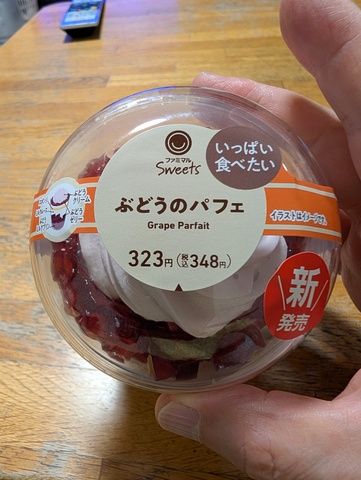 ファミマル
Sweets
いっぱい
食べたい
ぶどうのパフェ
Grape Parfait
323円(税込348円)
ぶどう
クリーム
ぶどう
ゼリー
イラストはイメージです。
新
発売